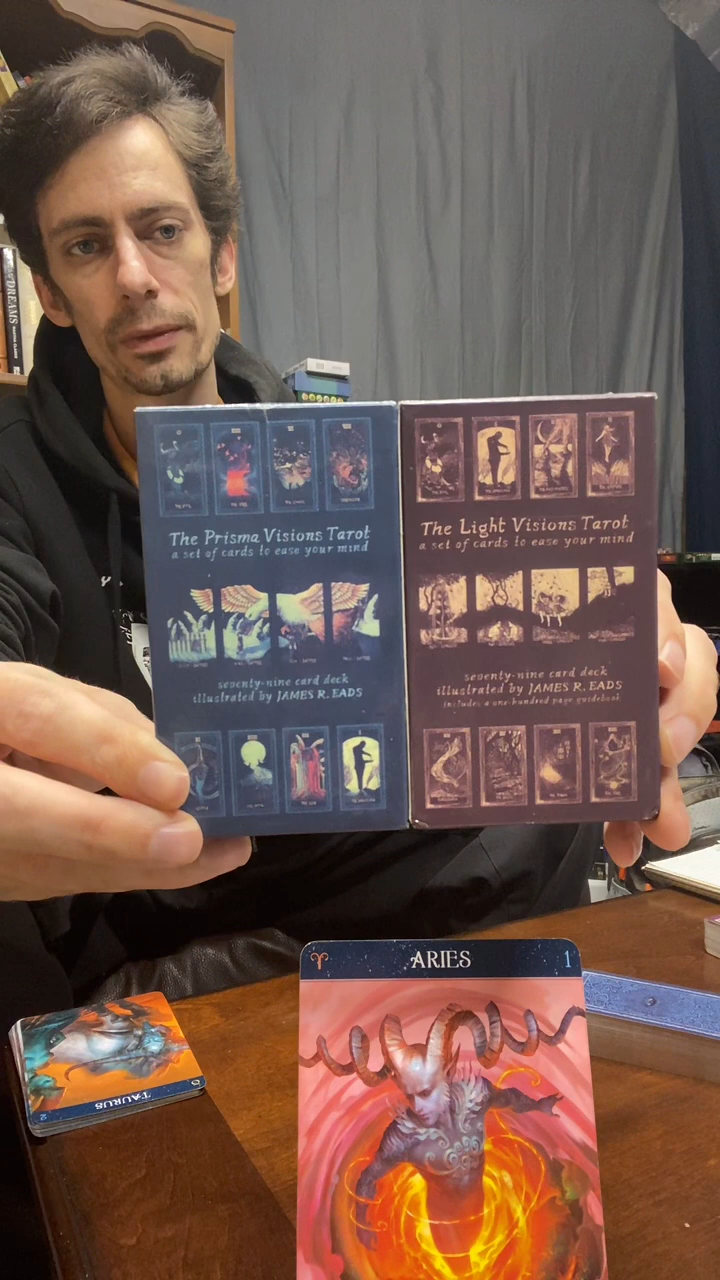 DREAMS
The Prisma Visions Tarot
a set of cards to ease your mind
seventy-nine card deck
illustrated by JAMES R. EADS
The Light Visions Tarot
a set of cards to ease your mind
seventy-nine card deck
illustrated by JAMES R. EADS
includes a one-hundred page guidebook
ARIES 1
TAURUS 2